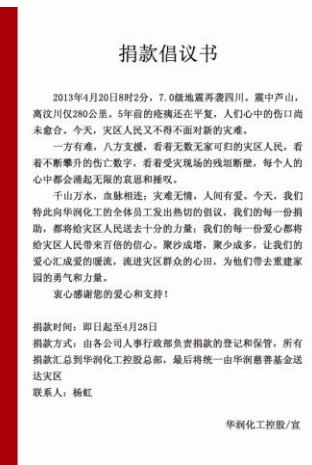 捐款倡议书
2013年4月20日8时2分，7.0级地震再袭四川。震中芦山，
离汶川仅280公里。5年前的疮痍还在平复，人们心中的伤口尚
未愈合，今天，灾区人民又不得不面对新的灾难。
一方有难，八方支援，看着无数无家可归的灾区人民，看
着不断攀升的伤亡数字，看着受灾现场的残垣断壁，每个人的
心中都会涌起无限的哀思和捶叹。
千山万水，血脉相连；灾难无情，人间有爱。今天，我们
特此向华润化工的全体员工发出热切的倡议，我们的每一份捐
助，都将给灾区人民送去十分的力量；我们的每一份爱心都将
给灾区人民带来百倍的信心。聚沙成塔，聚少成多，让我们的
爱心汇成爱的暖流，流进灾区群众的心田，为他们带去重建家
园的勇气和力量。
衷心感谢您的爱心和支持！
捐款时间：即日起至4月28日
捐款方式：由各公司人事行政部负责捐款的登记和保管，所有
捐款汇总到华润化工控股总部，最后将统一由华润慈善基金送
达灾区
联系人：杨虹
华润化工控股/宣